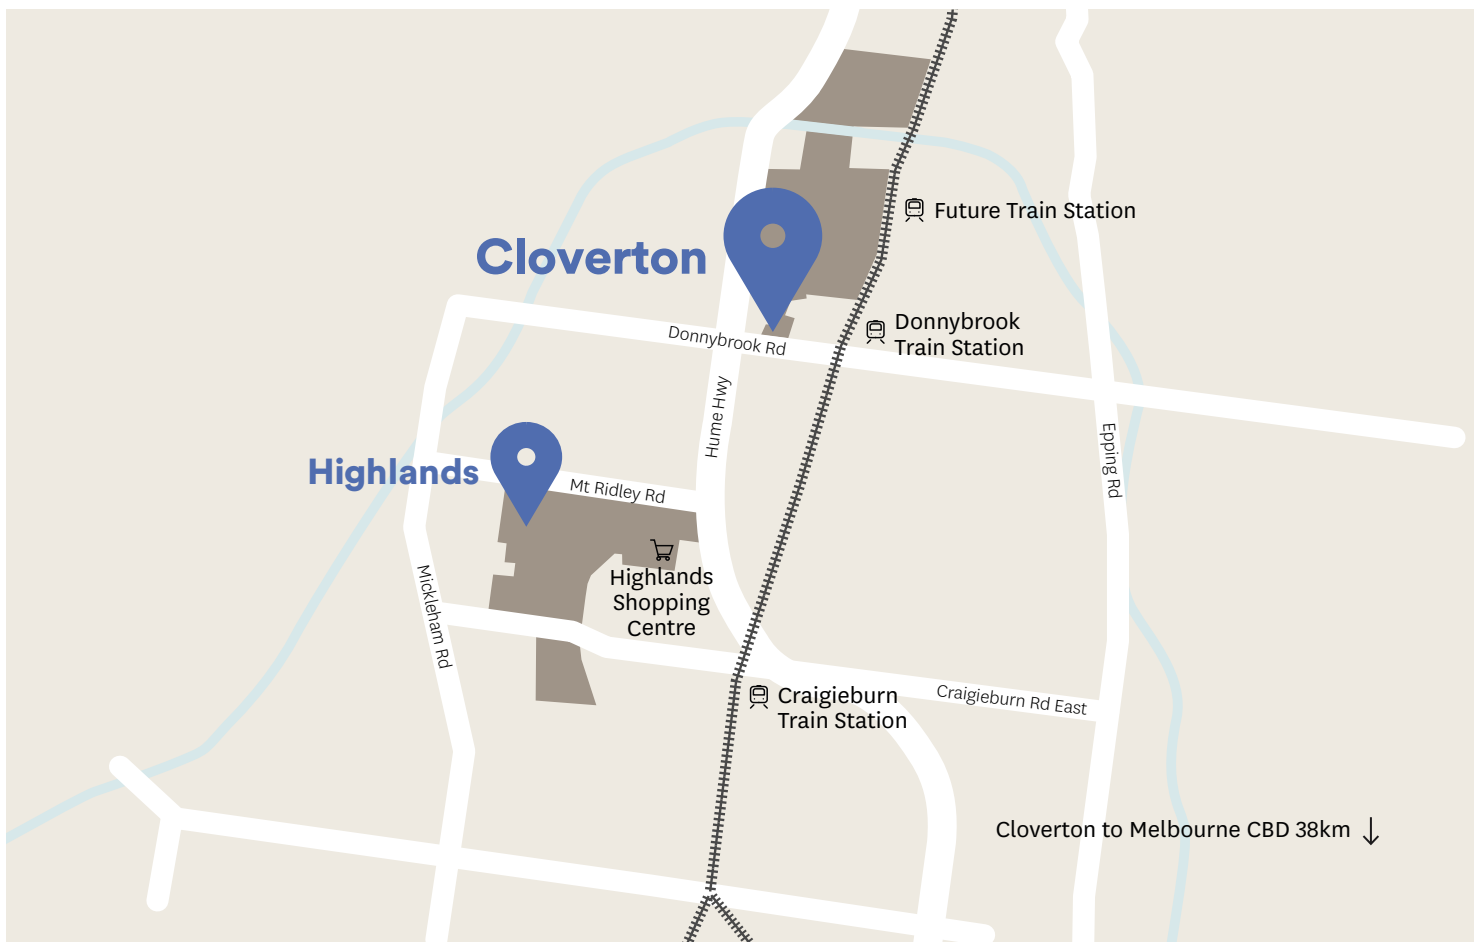 Future Train Station
Cloverton
Donnybrook
Train Station
Donnybrook Rd
Hume Hwy
Epping Rd
Highlands
Mt Ridley Rd
Highlands
Shopping
Centre
Mickleham Rd
Craigieburn
Train Station
Craigieburn Rd East
Cloverton to Melbourne CBD 38km